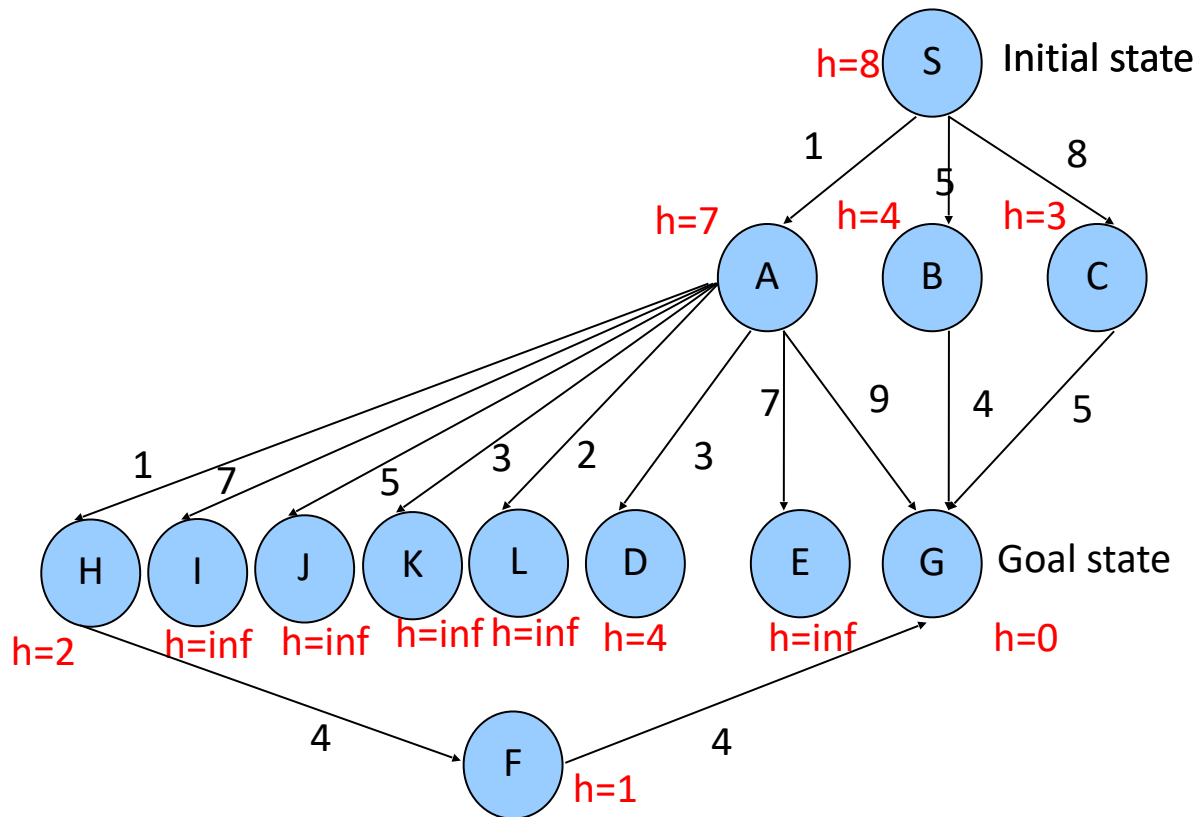 S
Initial state
h=8
1
5
8
h=7
h=4
h=3
A
B
C
1
7
5
3
2
3
7
9
4
5
H
I
J
K
L
D
E
G
Goal state
h=2
h=inf
h=inf
h=inf
h=inf
h=4
h=inf
h=0
4
F
4
h=1